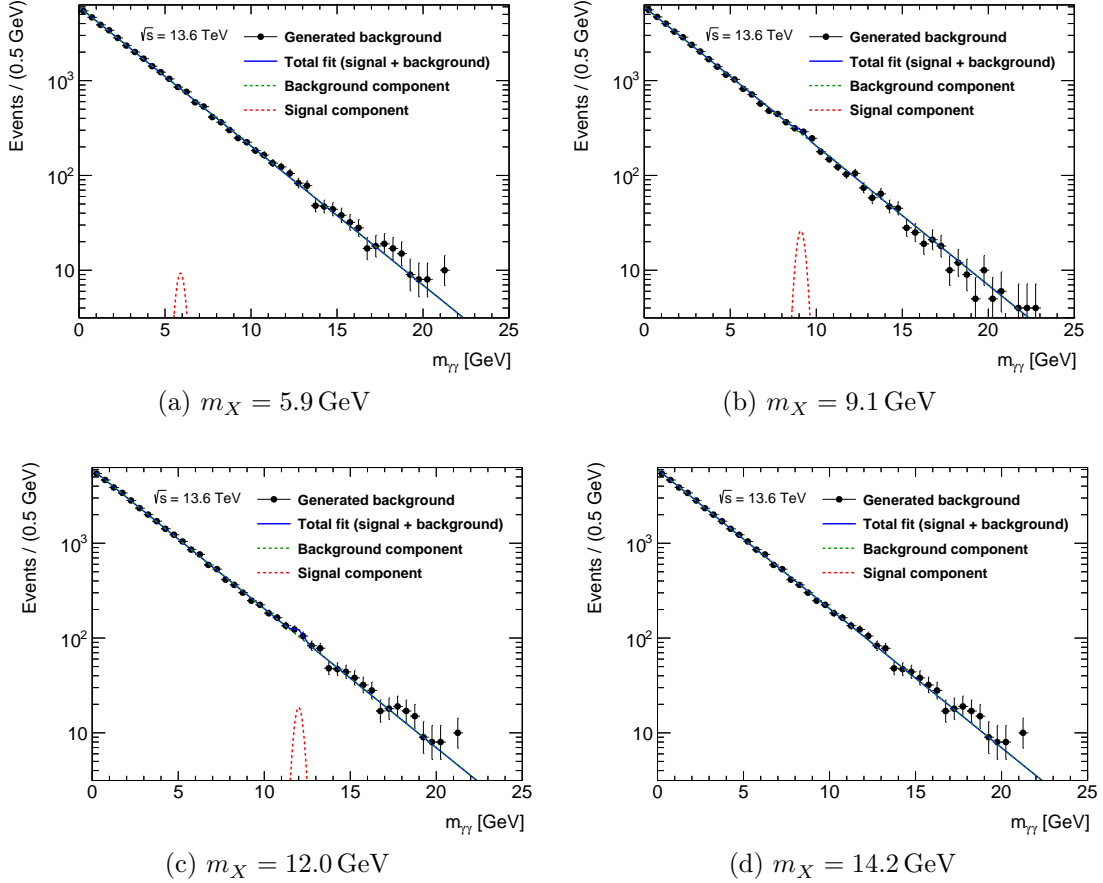 Events / (0.5 GeV)
10³
10²
10
√s = 13.6 TeV
Generated background
Total fit (signal + background)
Background component
Signal component
0 5 10 15 20 25
m_γγ [GeV]
(a) m_X = 5.9 GeV
Events / (0.5 GeV)
10³
10²
10
√s = 13.6 TeV
Generated background
Total fit (signal + background)
Background component
Signal component
0 5 10 15 20 25
m_γγ [GeV]
(b) m_X = 9.1 GeV
Events / (0.5 GeV)
10³
10²
10
√s = 13.6 TeV
Generated background
Total fit (signal + background)
Background component
Signal component
0 5 10 15 20 25
m_γγ [GeV]
(c) m_X = 12.0 GeV
Events / (0.5 GeV)
10³
10²
10
√s = 13.6 TeV
Generated background
Total fit (signal + background)
Background component
Signal component
0 5 10 15 20 25
m_γγ [GeV]
(d) m_X = 14.2 GeV